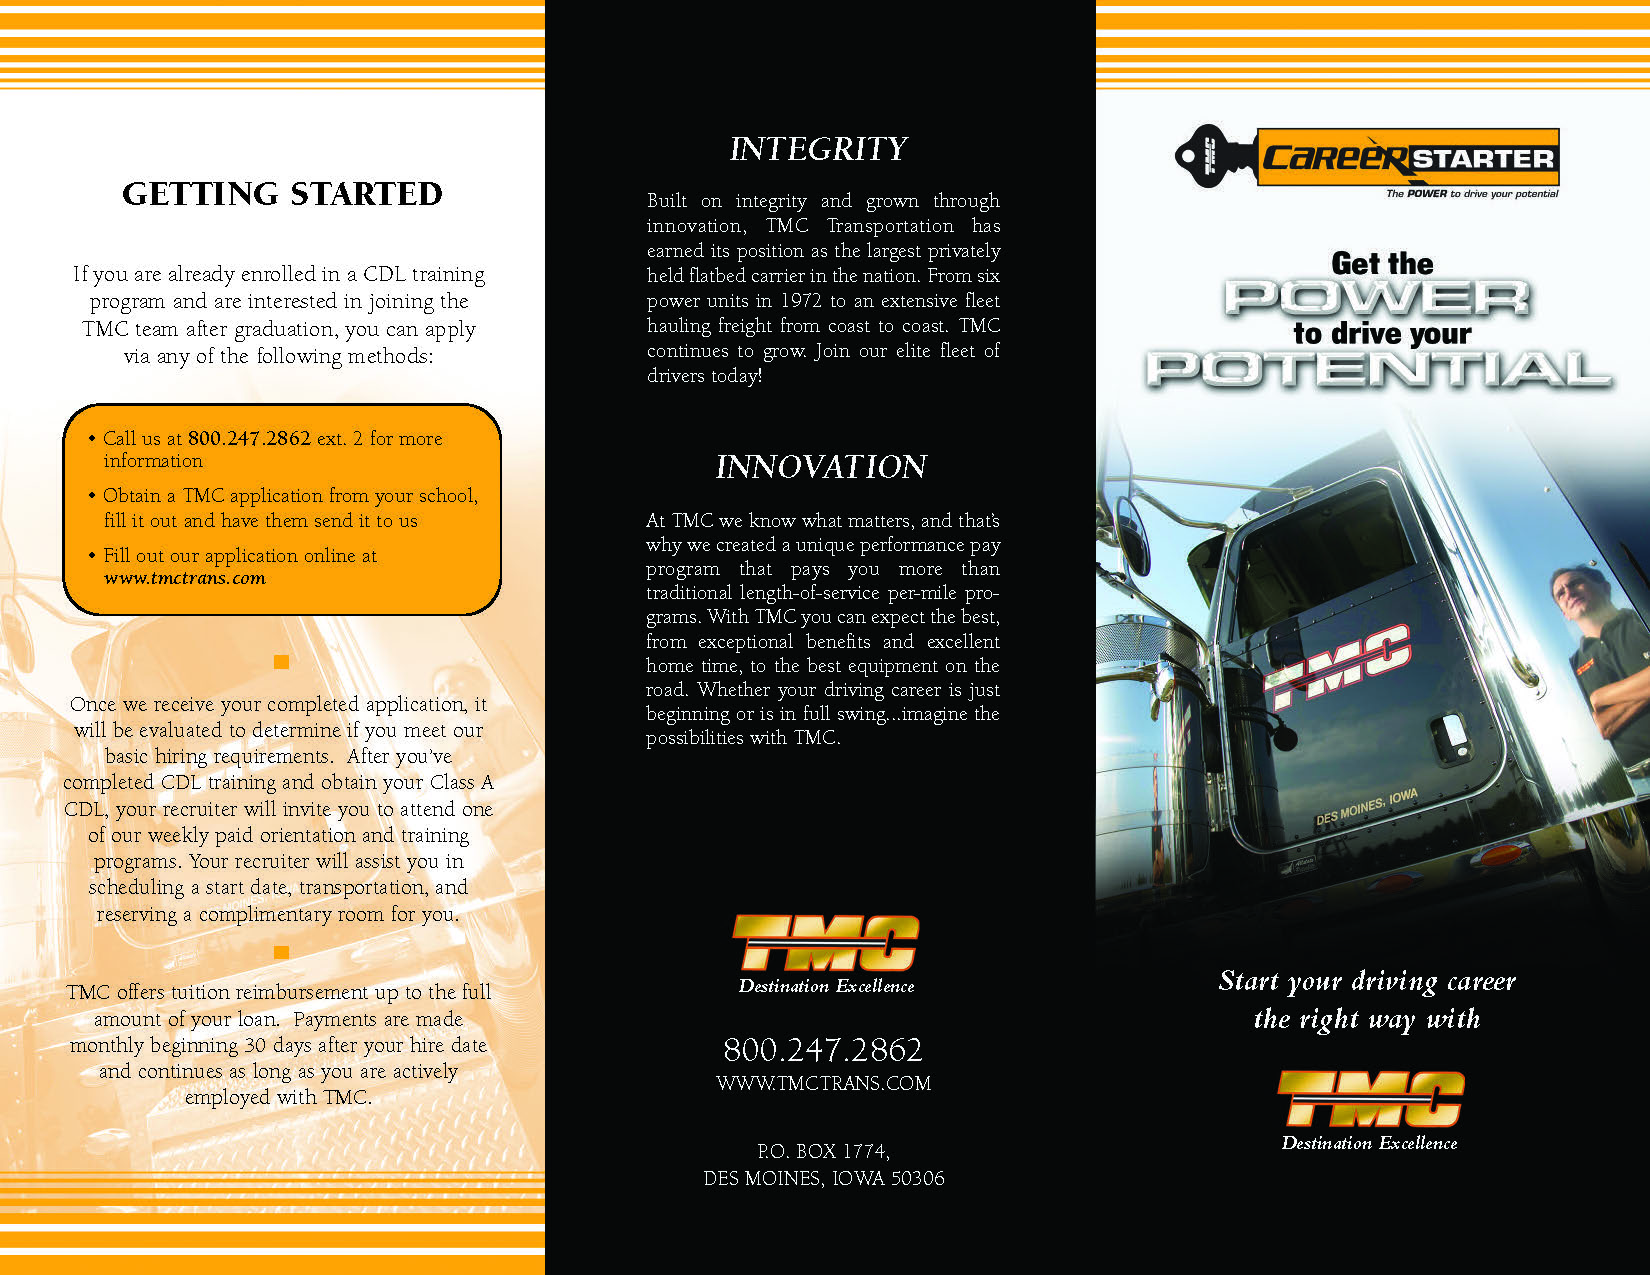 GETTING STARTED
If you are already enrolled in a CDL training
program and are interested in joining the
TMC team after graduation, you can apply
via any of the following methods:
• Call us at 800.247.2862 ext. 2 for more
information
• Obtain a TMC application from your school,
fill it out and have them send it to us
• Fill out our application online at
www.tmctrans.com
Once we receive your completed application, it
will be evaluated to determine if you meet our
basic hiring requirements. After you've
completed CDL training and obtain your Class A
CDL, your recruiter will invite you to attend one
of our weekly paid orientation and training
programs. Your recruiter will assist you in
scheduling a start date, transportation, and
reserving a complimentary room for you.
TMC offers tuition reimbursement up to the full
amount of your loan. Payments are made
monthly beginning 30 days after your hire date
and continues as long as you are actively
employed with TMC.
INTEGRITY
Built on integrity and grown through
innovation, TMC Transportation has
earned its position as the largest privately
held flatbed carrier in the nation. From six
power units in 1972 to an extensive fleet
hauling freight from coast to coast. TMC
continues to grow. Join our elite fleet of
drivers today!
INNOVATION
At TMC we know what matters, and that's
why we created a unique performance pay
program that pays you more than
traditional length-of-service per-mile pro-
grams. With TMC you can expect the best,
from exceptional benefits and excellent
home time, to the best equipment on the
road. Whether your driving career is just
beginning or is in full swing...imagine the
possibilities with TMC.
TMC
Destination Excellence
800.247.2862
WWW.TMCTRANS.COM
P.O. BOX 1774,
DES MOINES, IOWA 50306
TMC
CAREER STARTER
The POWER to drive your potential
Get the
POWER
to drive your
POTENTIAL
TMC
DES MOINES, IOWA
Start your driving career
the right way with
TMC
Destination Excellence